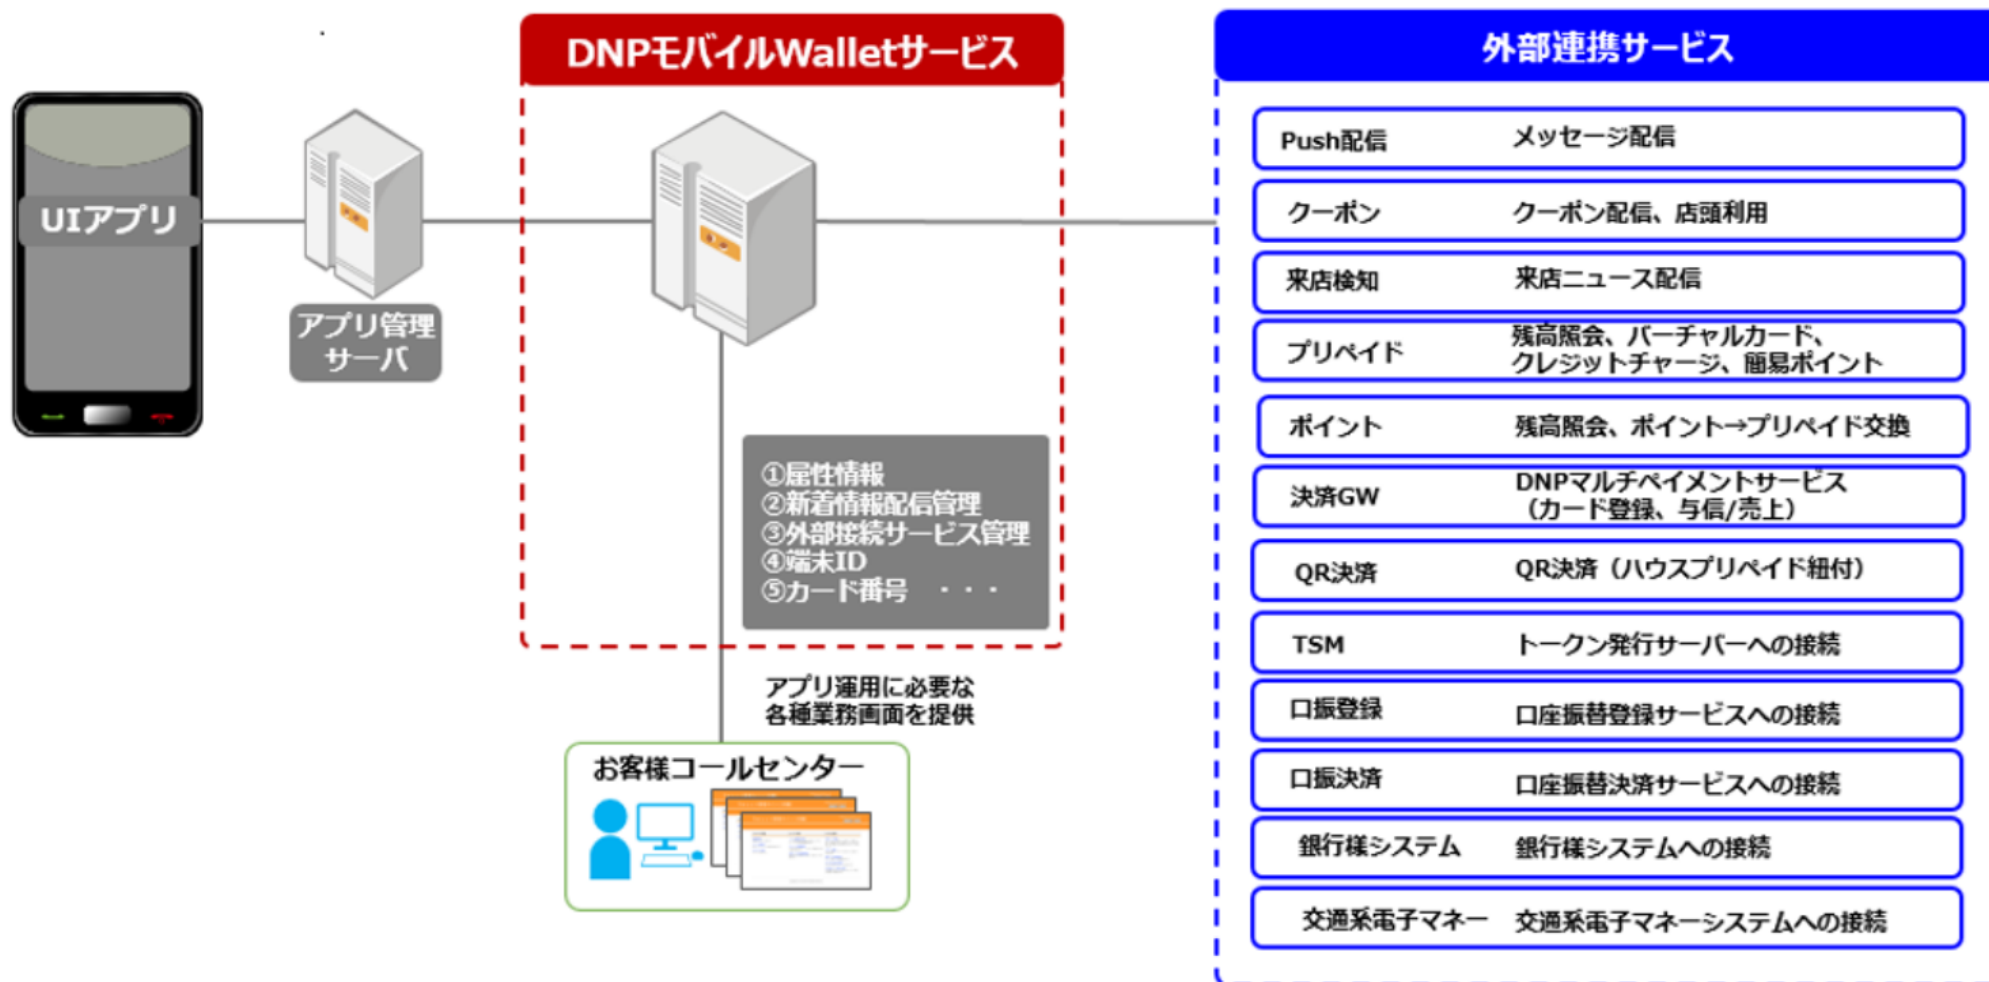 DNPモバイルWalletサービス
外部連携サービス
UIアプリ
アプリ管理
サーバ
①属性情報
②新着情報配信管理
③外部接続サービス管理
④端末ID
⑤カード番号　・・・
アプリ運用に必要な
各種業務画面を提供
お客様コールセンター
Push配信 メッセージ配信
クーポン クーポン配信、店頭利用
来店検知 来店ニュース配信
プリペイド 残高照会、バーチャルカード、
クレジットチャージ、簡易ポイント
ポイント 残高照会、ポイント→プリペイド交換
決済GW DNPマルチペイメントサービス
（カード登録、与信/売上）
QR決済 QR決済（ハウスプリペイド紐付）
TSM トークン発行サーバーへの接続
口振登録 口座振替登録サービスへの接続
口振決済 口座振替決済サービスへの接続
銀行様システム 銀行様システムへの接続
交通系電子マネー 交通系電子マネーシステムへの接続